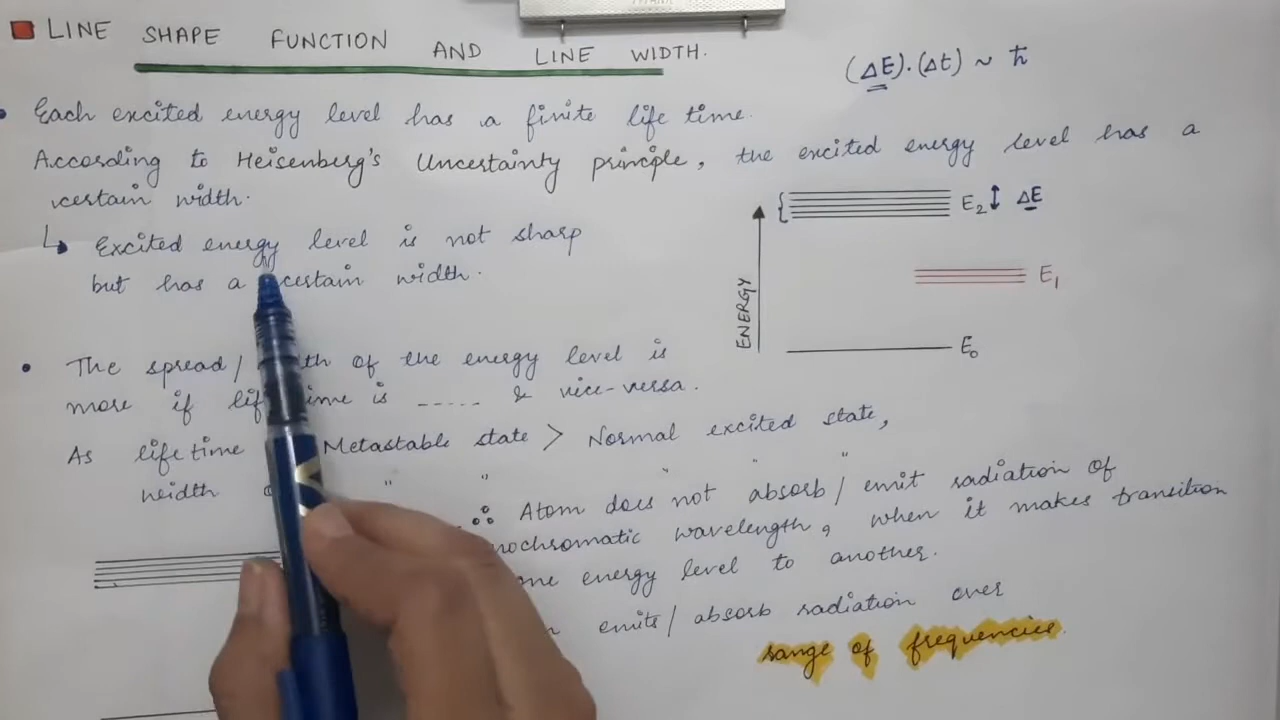 LINE SHAPE FUNCTION AND LINE WIDTH.
(ΔE).(Δt) ~ ħ
Each excited energy level has a finite life time.
According to Heisenberg's Uncertainty principle, the excited energy level has a
certain width.
Excited energy level is not sharp
but has a certain width.
E₂ ΔE
E₁
E₀
ENERGY
The spread/ of the energy level is
more if is ----- & vice-versa.
As life time Metastable state > Normal excited state,
width " " " " "
∴ Atom does not absorb/emit radiation of
wavelength, when it makes transition
one energy level to another.
emits/absorb radiation over
range of frequencies.